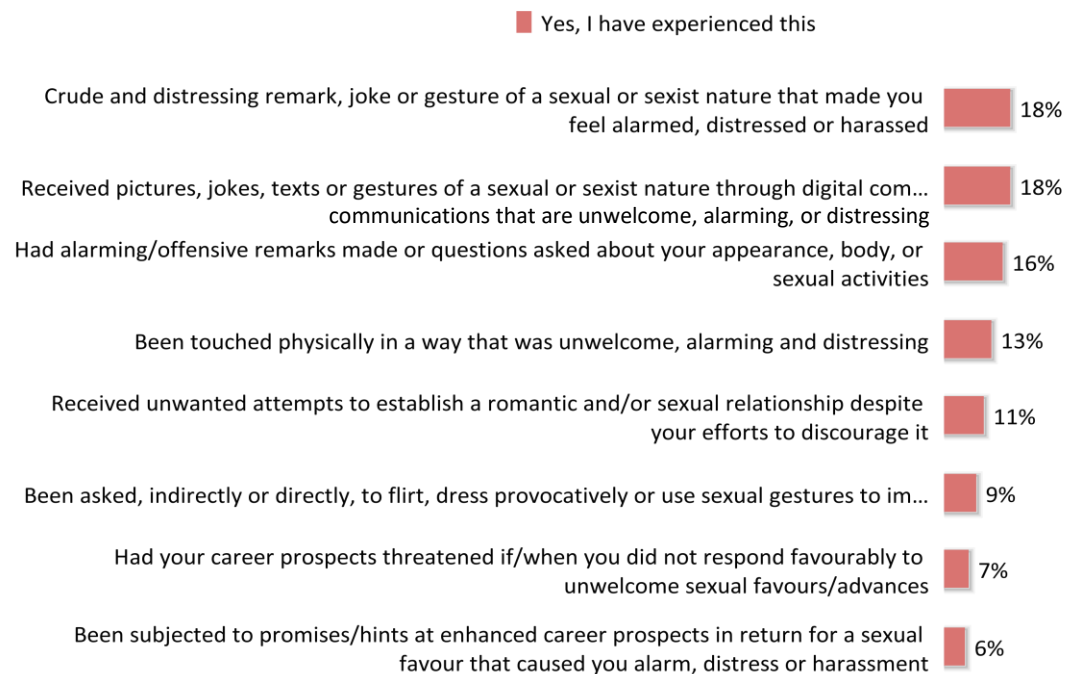 Yes, I have experienced this
Crude and distressing remark, joke or gesture of a sexual or sexist nature that made you
feel alarmed, distressed or harassed
18%
Received pictures, jokes, texts or gestures of a sexual or sexist nature through digital com...
communications that are unwelcome, alarming, or distressing
18%
Had alarming/offensive remarks made or questions asked about your appearance, body, or
sexual activities
16%
Been touched physically in a way that was unwelcome, alarming and distressing
13%
Received unwanted attempts to establish a romantic and/or sexual relationship despite
your efforts to discourage it
11%
Been asked, indirectly or directly, to flirt, dress provocatively or use sexual gestures to im...
9%
Had your career prospects threatened if/when you did not respond favourably to
unwelcome sexual favours/advances
7%
Been subjected to promises/hints at enhanced career prospects in return for a sexual
favour that caused you alarm, distress or harassment
6%